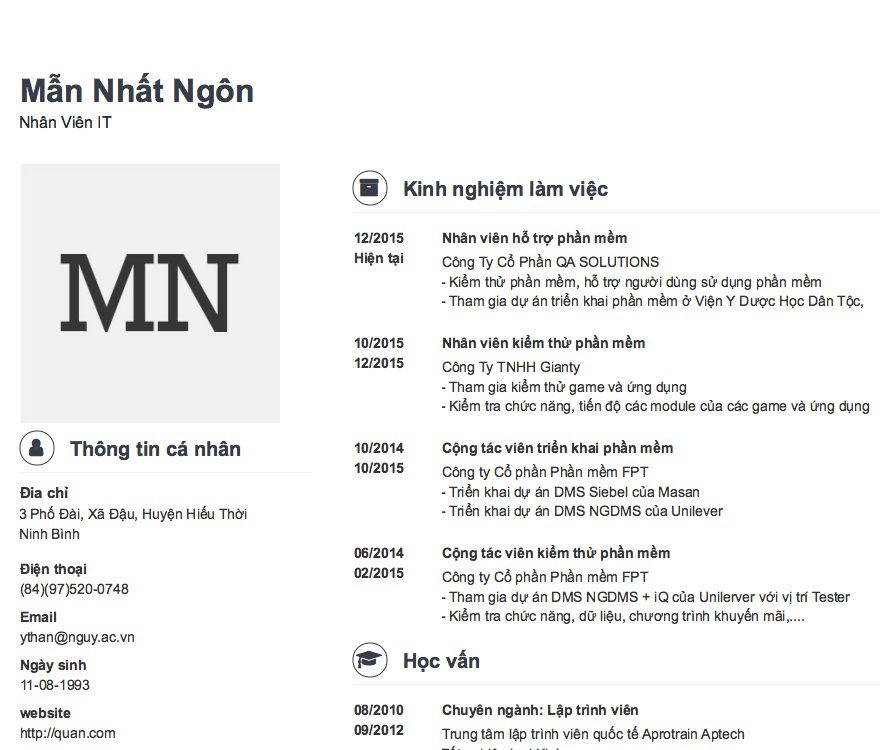 Mẫn Nhất Ngôn
Nhân Viên IT
MN
Thông tin cá nhân
Đia chỉ
3 Phố Đài, Xã Đậu, Huyện Hiếu Thời
Ninh Bình
Điện thoại
(84)(97)520-0748
Email
ythan@nguy.ac.vn
Ngày sinh
11-08-1993
website
http://quan.com
Kinh nghiệm làm việc
12/2015 Nhân viên hỗ trợ phần mềm
Hiện tại Công Ty Cổ Phần QA SOLUTIONS
- Kiểm thử phần mềm, hỗ trợ người dùng sử dụng phần mềm
- Tham gia dự án triển khai phần mềm ở Viện Y Dược Học Dân Tộc,
10/2015 Nhân viên kiểm thử phần mềm
12/2015 Công Ty TNHH Gianty
- Tham gia kiểm thử game và ứng dụng
- Kiểm tra chức năng, tiến độ các module của các game và ứng dụng
10/2014 Cộng tác viên triển khai phần mềm
10/2015 Công ty Cổ phần Phần mềm FPT
- Triển khai dự án DMS Siebel của Masan
- Triển khai dự án DMS NGDMS của Unilever
06/2014 Cộng tác viên kiểm thử phần mềm
02/2015 Công ty Cổ phần Phần mềm FPT
- Tham gia dự án DMS NGDMS + iQ của Unilerver với vị trí Tester
- Kiểm tra chức năng, dữ liệu, chương trình khuyến mãi,....
Học vấn
08/2010 Chuyên ngành: Lập trình viên
09/2012 Trung tâm lập trình viên quốc tế Aprotrain Aptech